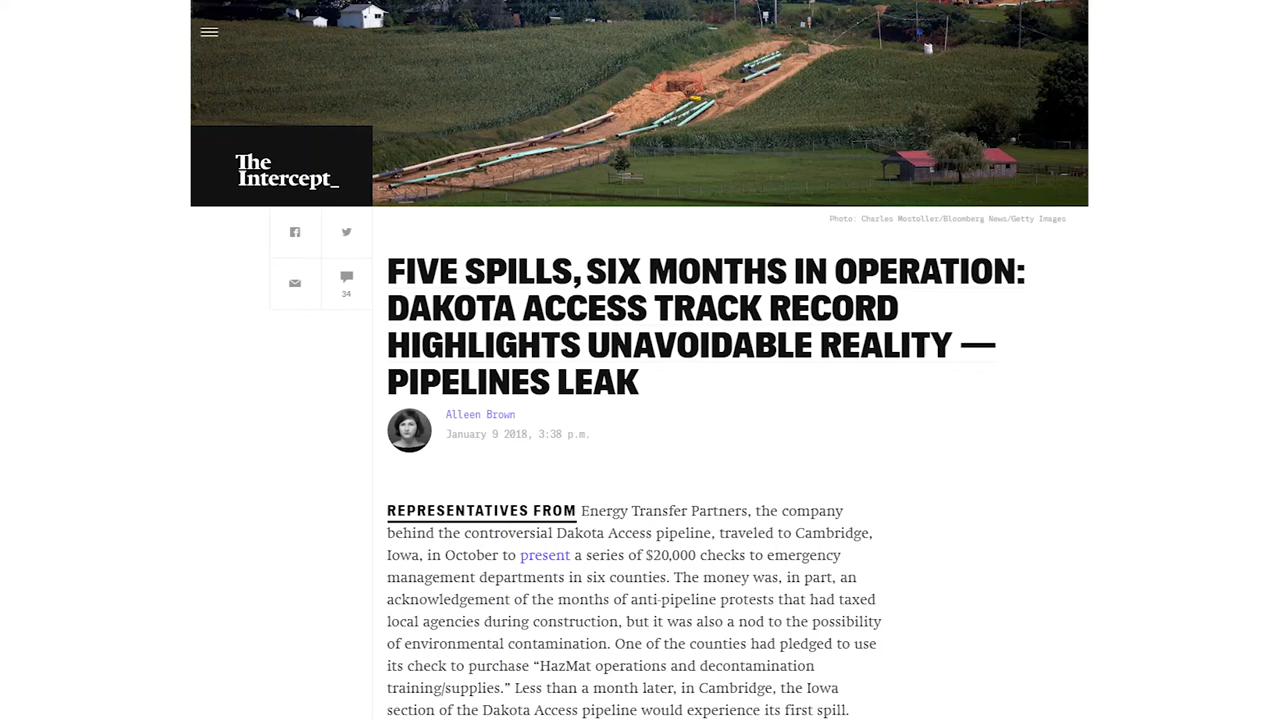 The
Intercept_
Photo: Charles Mostoller/Bloomberg News/Getty Images
34
FIVE SPILLS, SIX MONTHS IN OPERATION:
DAKOTA ACCESS TRACK RECORD
HIGHLIGHTS UNAVOIDABLE REALITY —
PIPELINES LEAK
Alleen Brown
January 9 2018, 3:38 p.m.
REPRESENTATIVES FROM Energy Transfer Partners, the company
behind the controversial Dakota Access pipeline, traveled to Cambridge,
Iowa, in October to present a series of $20,000 checks to emergency
management departments in six counties. The money was, in part, an
acknowledgement of the months of anti-pipeline protests that had taxed
local agencies during construction, but it was also a nod to the possibility
of environmental contamination. One of the counties had pledged to use
its check to purchase “HazMat operations and decontamination
training/supplies.” Less than a month later, in Cambridge, the Iowa
section of the Dakota Access pipeline would experience its first spill.